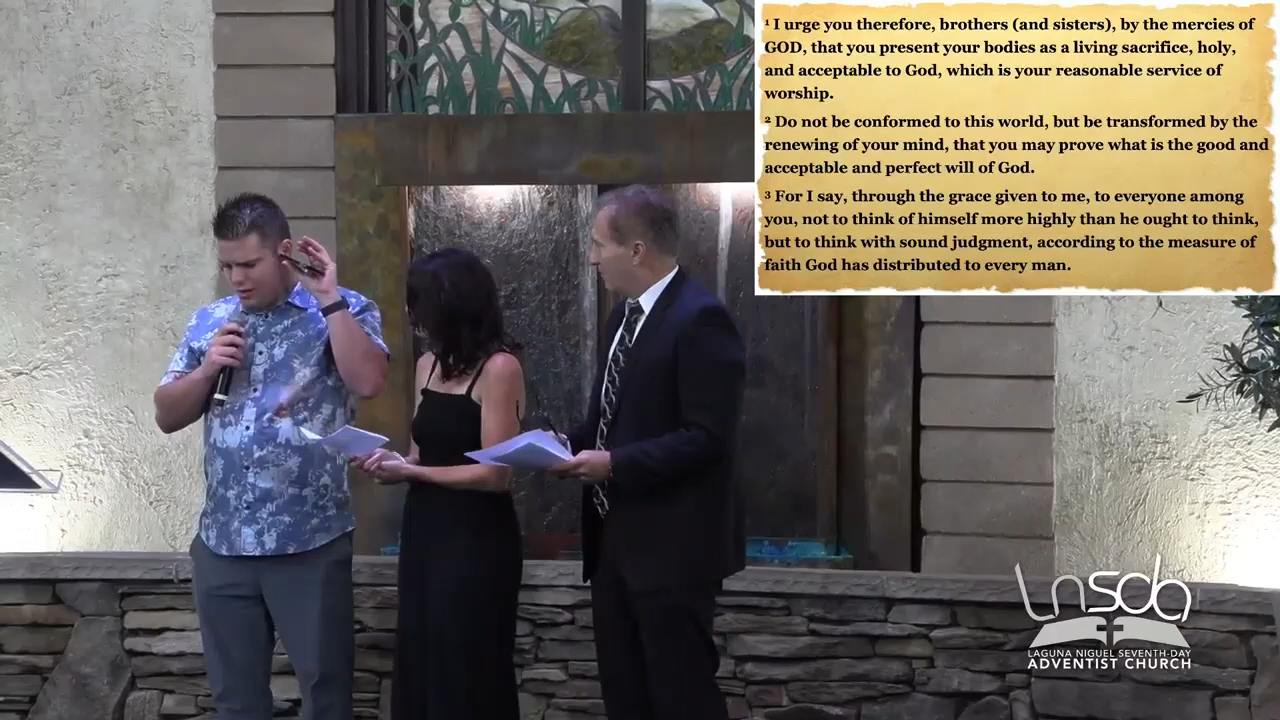 ¹ I urge you therefore, brothers (and sisters), by the mercies of
GOD, that you present your bodies as a living sacrifice, holy,
and acceptable to God, which is your reasonable service of
worship.
² Do not be conformed to this world, but be transformed by the
renewing of your mind, that you may prove what is the good and
acceptable and perfect will of God.
³ For I say, through the grace given to me, to everyone among
you, not to think of himself more highly than he ought to think,
but to think with sound judgment, according to the measure of
faith God has distributed to every man.
Lnsda
LAGUNA NIGUEL SEVENTH-DAY
ADVENTIST CHURCH